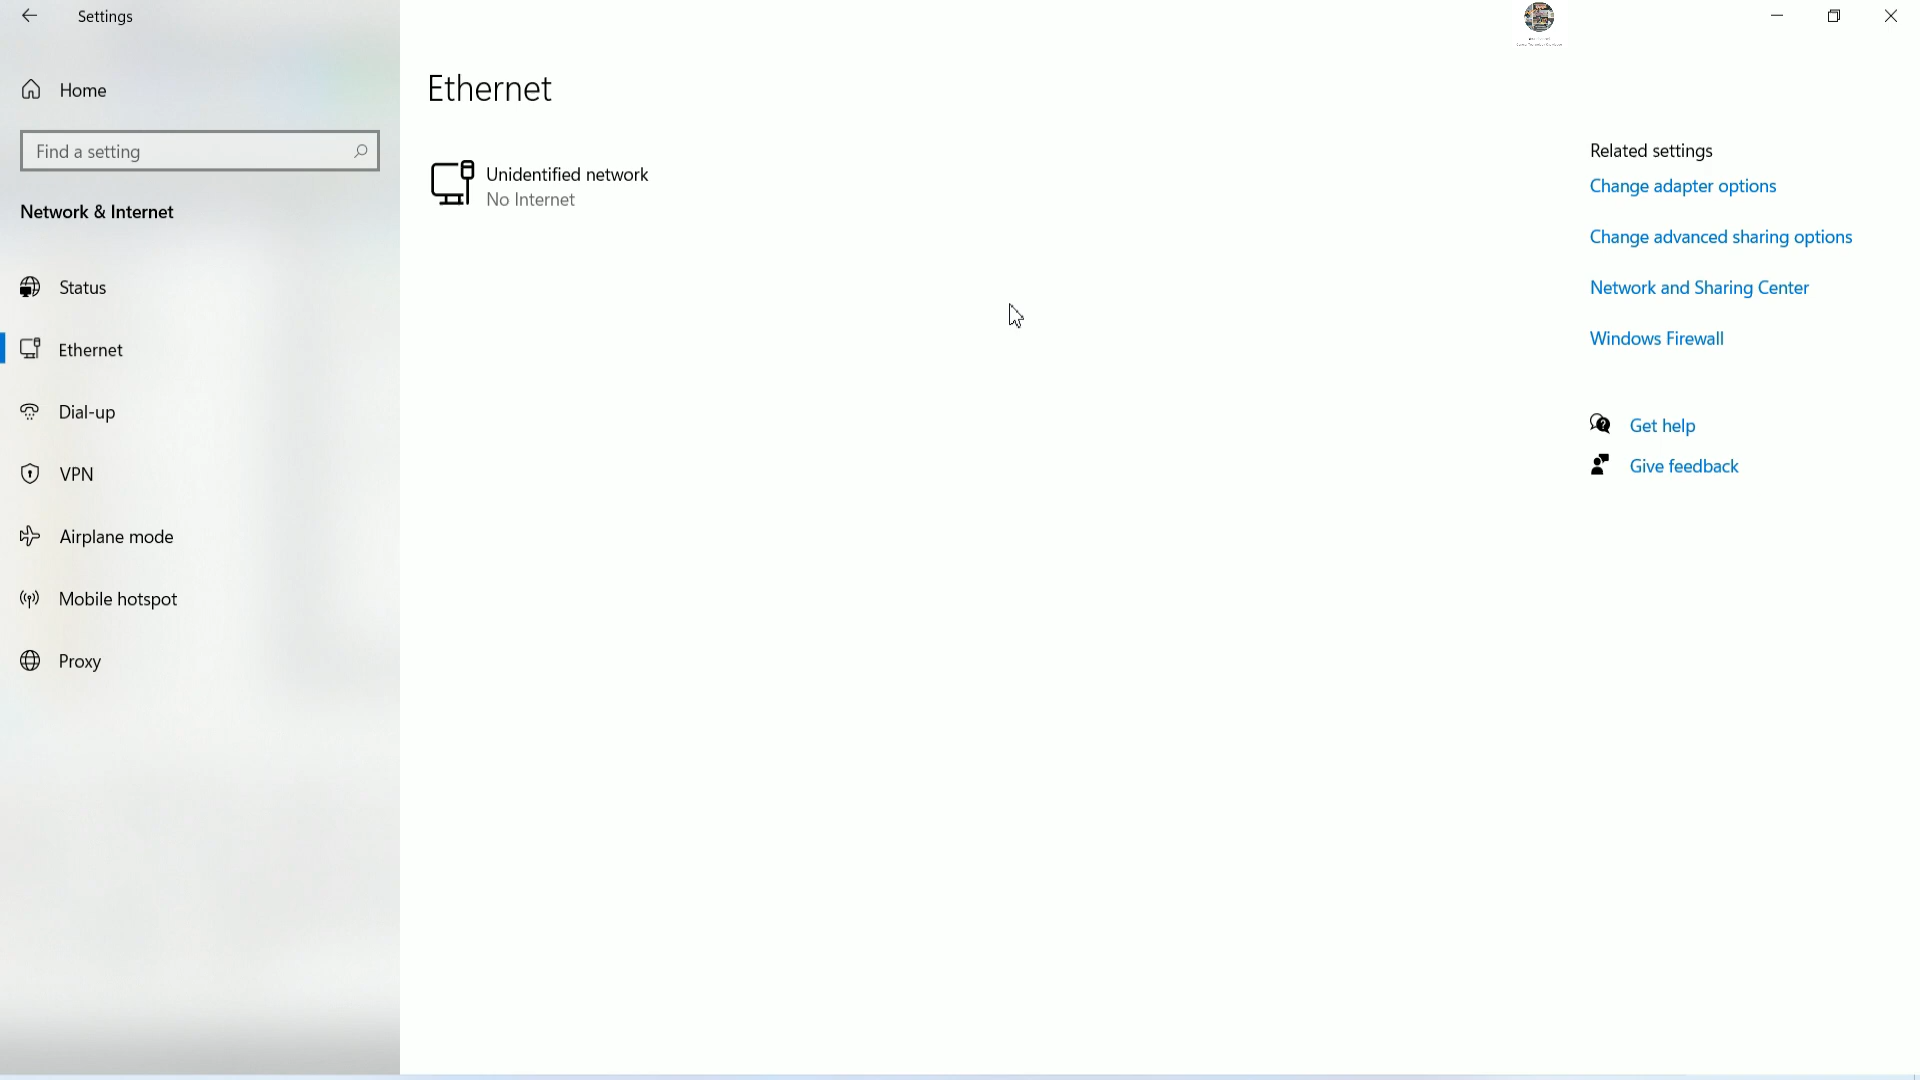 Settings
Home
Find a setting
Network & Internet
Status
Ethernet
Dial-up
VPN
Airplane mode
Mobile hotspot
Proxy
Ethernet
Unidentified network
No Internet
Related settings
Change adapter options
Change advanced sharing options
Network and Sharing Center
Windows Firewall
Get help
Give feedback